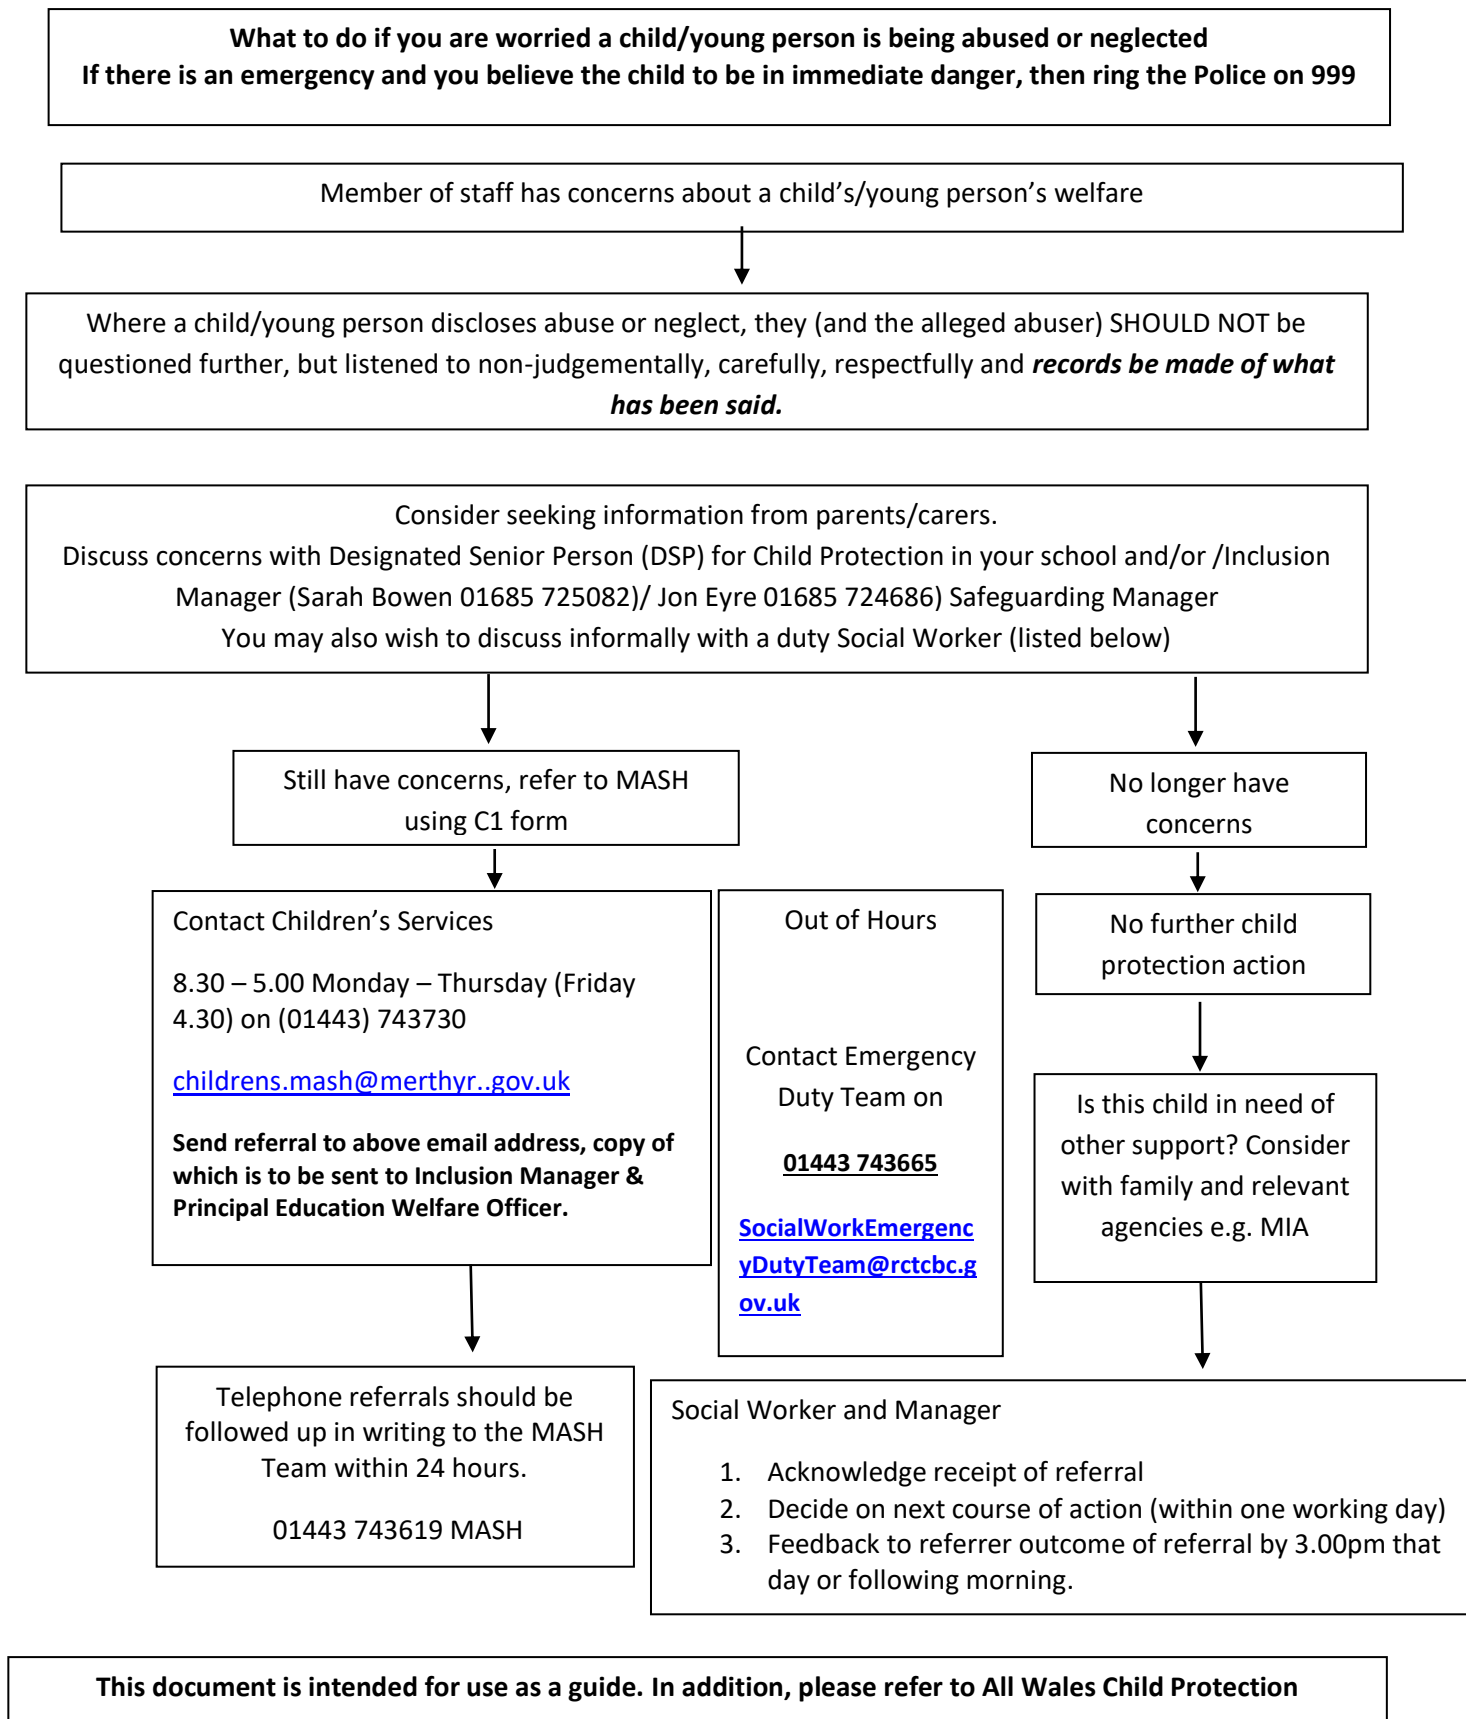 What to do if you are worried a child/young person is being abused or neglected
If there is an emergency and you believe the child to be in immediate danger, then ring the Police on 999
Member of staff has concerns about a child’s/young person’s welfare
Where a child/young person discloses abuse or neglect, they (and the alleged abuser) SHOULD NOT be
questioned further, but listened to non-judgementally, carefully, respectfully and records be made of what
has been said.
Consider seeking information from parents/carers.
Discuss concerns with Designated Senior Person (DSP) for Child Protection in your school and/or /Inclusion
Manager (Sarah Bowen 01685 725082)/ Jon Eyre 01685 724686) Safeguarding Manager
You may also wish to discuss informally with a duty Social Worker (listed below)
Still have concerns, refer to MASH
using C1 form
No longer have
concerns
Contact Children’s Services
8.30 – 5.00 Monday – Thursday (Friday
4.30) on (01443) 743730
childrens.mash@merthyr..gov.uk
Send referral to above email address, copy of
which is to be sent to Inclusion Manager &
Principal Education Welfare Officer.
Out of Hours
Contact Emergency
Duty Team on
01443 743665
SocialWorkEmergenc
yDutyTeam@rctcbc.g
ov.uk
No further child
protection action
Is this child in need of
other support? Consider
with family and relevant
agencies e.g. MIA
Telephone referrals should be
followed up in writing to the MASH
Team within 24 hours.
01443 743619 MASH
Social Worker and Manager
1. Acknowledge receipt of referral
2. Decide on next course of action (within one working day)
3. Feedback to referrer outcome of referral by 3.00pm that
day or following morning.
This document is intended for use as a guide. In addition, please refer to All Wales Child Protection